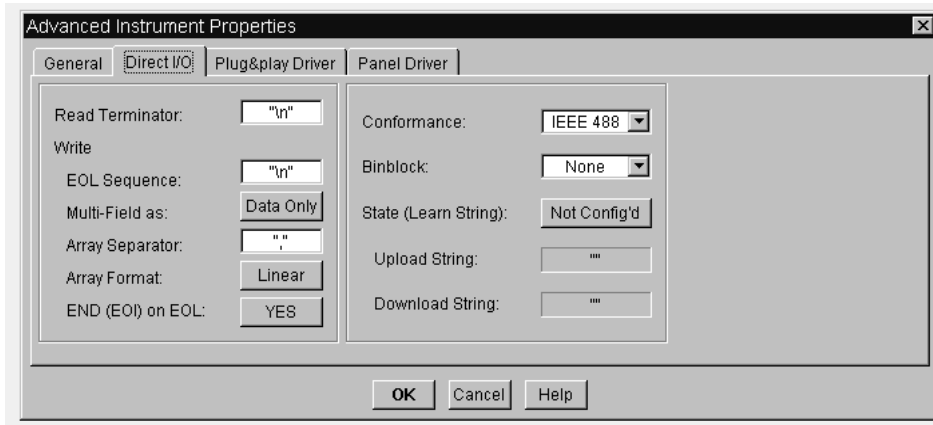 Advanced Instrument Properties
General Direct I/O Plug&play Driver Panel Driver
Read Terminator: "\n"
Write
EOL Sequence: "\n"
Multi-Field as: Data Only
Array Separator: ","
Array Format: Linear
END (EOI) on EOL: YES
Conformance: IEEE 488
Binblock: None
State (Learn String): Not Config'd
Upload String: ""
Download String: ""
OK Cancel Help